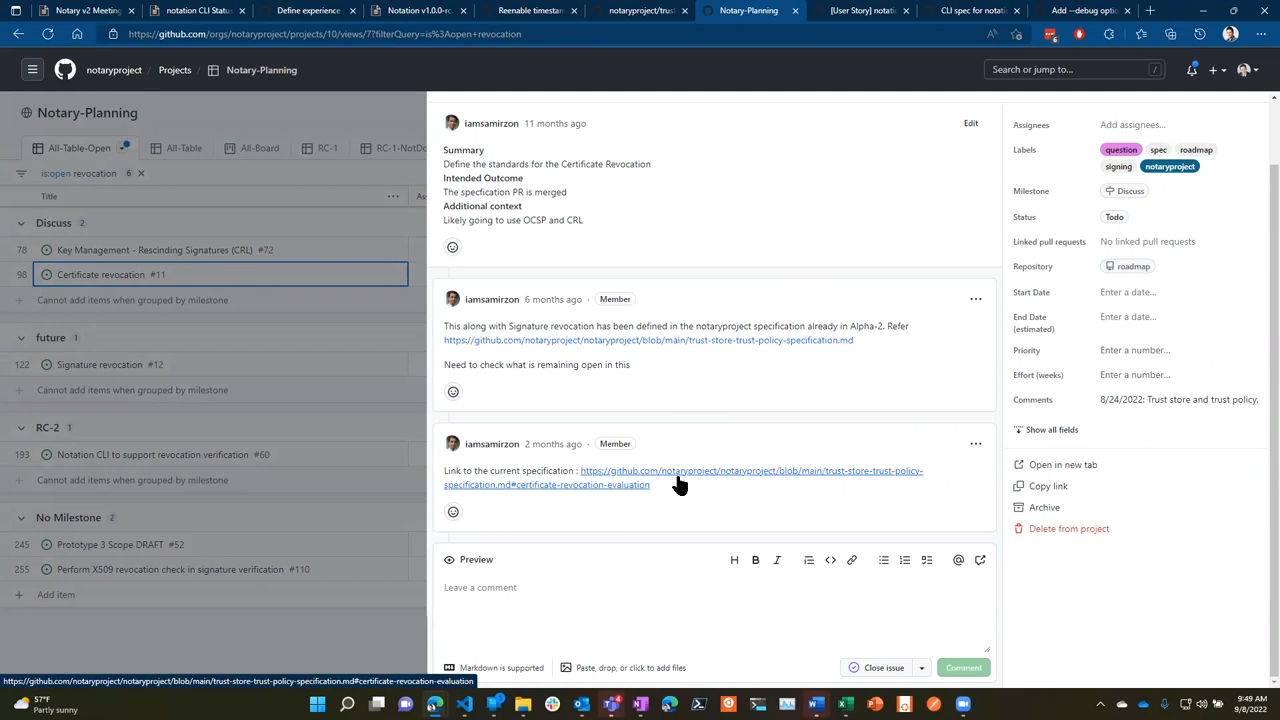 Notary v2 Meeting
notation CLI Status
Define experience
Notation v1.0.0-rc
Reenable timestam
notaryproject/trus
Notary-Planning
[User Story] notati
CLI spec for notati
Add --debug optio
https://github.com/orgs/notaryproject/projects/10/views/7?filterQuery=is%3Aopen+revocation
6
notaryproject
Projects
Notary-Planning
Search or jump to...
/
Notary-Planning
All-Table-Open
All-Table
All-Board
RC-1
RC-1-NotDo
is:open revocation
6
Title
Ass
Discuss 2
78
Key Management - Rescinding Signatures (CRL) #72
98
Certificate revocation #11
Cannot add items when grouped by milestone
future 1
122
Signature revocation #12
Cannot add items when grouped by milestone
RC-2 1
193
Notation CLI to support revocation verification #60
Cannot add items when grouped by milestone
No Milestone 2
245
Prototype 3 Scope DRAFT #52
255
Perform X509 revocation check in signature verification #110
Add item
iamsamirzon 11 months ago
Edit
Summary
Define the standards for the Certificate Revocation
Intended Outcome
The specfication PR is merged
Additional context
Likely going to use OCSP and CRL
iamsamirzon 6 months ago · Member
This along with Signature revocation has been defined in the notaryproject specification already in Alpha-2. Refer
https://github.com/notaryproject/notaryproject/blob/main/trust-store-trust-policy-specification.md
Need to check what is remaining open in this
iamsamirzon 2 months ago · Member
Link to the current specification : https://github.com/notaryproject/notaryproject/blob/main/trust-store-trust-policy-
specification.md#certificate-revocation-evaluation
Preview
Leave a comment
Markdown is supported
Paste, drop, or click to add files
Close issue
Comment
Assignees
Add assignees...
Labels
question
spec
roadmap
signing
notaryproject
Milestone
Discuss
Status
Todo
Linked pull requests
No linked pull requests
Repository
roadmap
Start Date
Enter a date...
End Date
(estimated)
Enter a date...
Priority
Enter a number...
Effort (weeks)
Enter a number...
Comments
8/24/2022: Trust store and trust policy,
Show all fields
Open in new tab
Copy link
Archive
Delete from project
https://github.com/notaryproject/notaryproject/blob/main/trust-store-trust-policy-specification.md#certificate-revocation-evaluation
57°F
Partly sunny
9:49 AM
9/8/2022